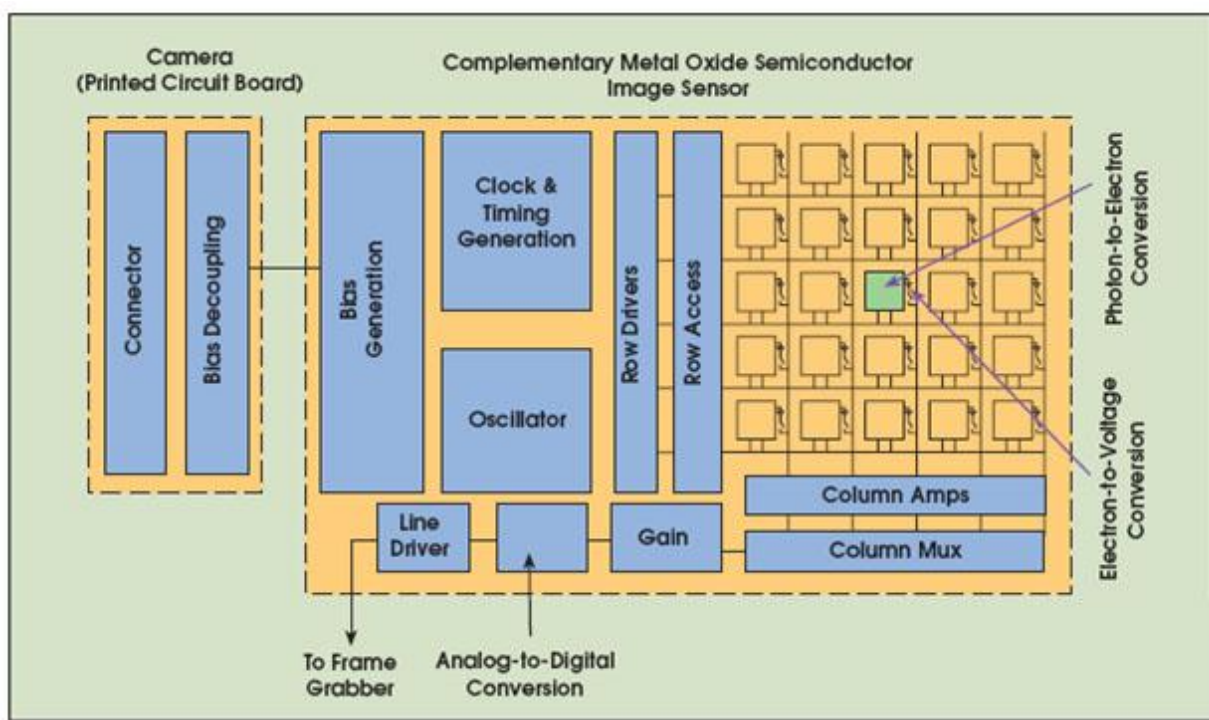 Camera
(Printed Circuit Board)
Complementary Metal Oxide Semiconductor
Image Sensor
Connector
Bias Decoupling
Bias
Generation
Clock &
Timing
Generation
Oscillator
Row Drivers
Row Access
Photon-to-Electron
Conversion
Electron-to-Voltage
Conversion
Column Amps
Column Mux
Gain
Line
Driver
To Frame
Grabber
Analog-to-Digital
Conversion